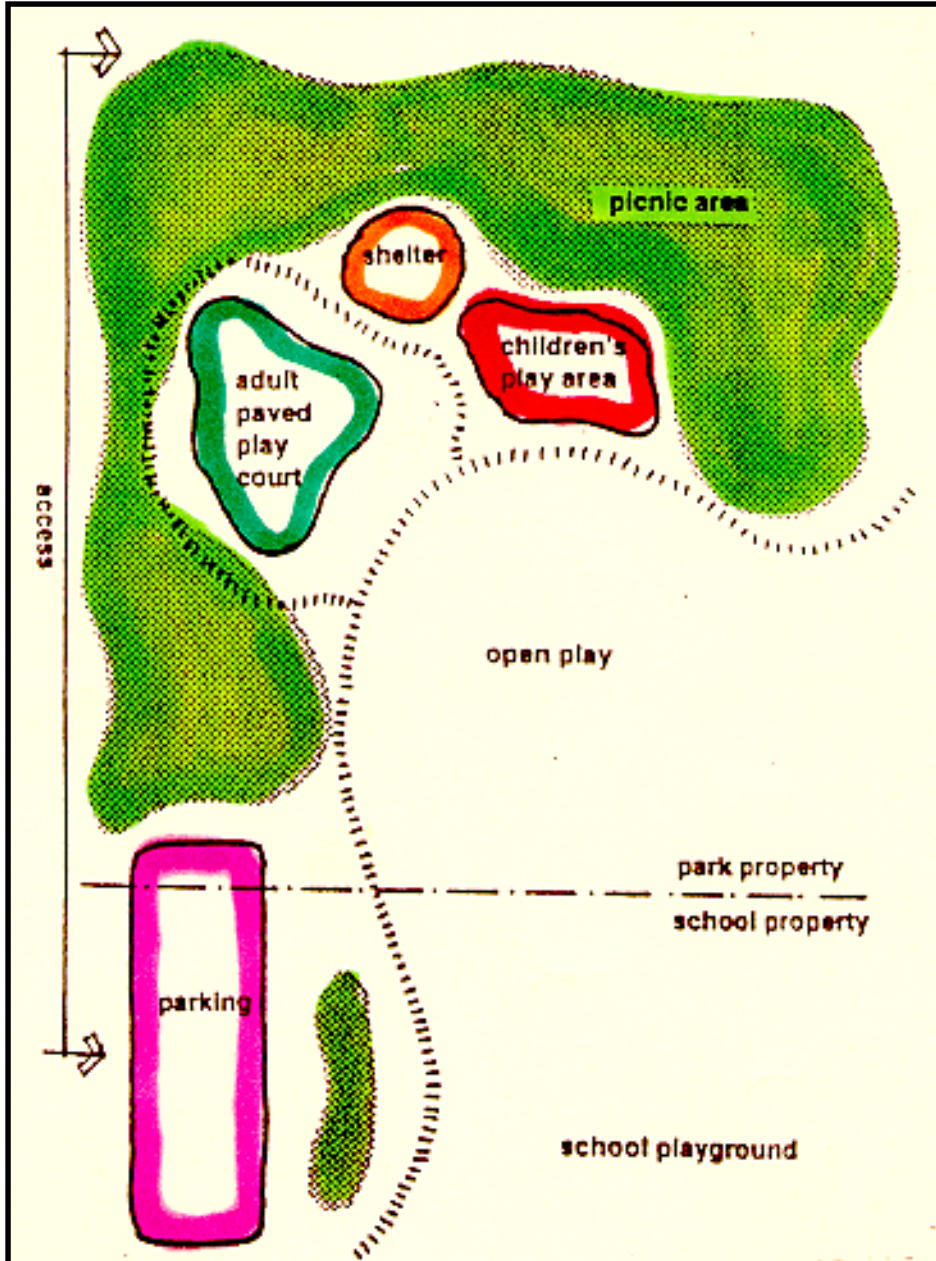 picnic area
shelter
children's
play area
adult
paved
play
court
access
open play
park property
school property
parking
school playground